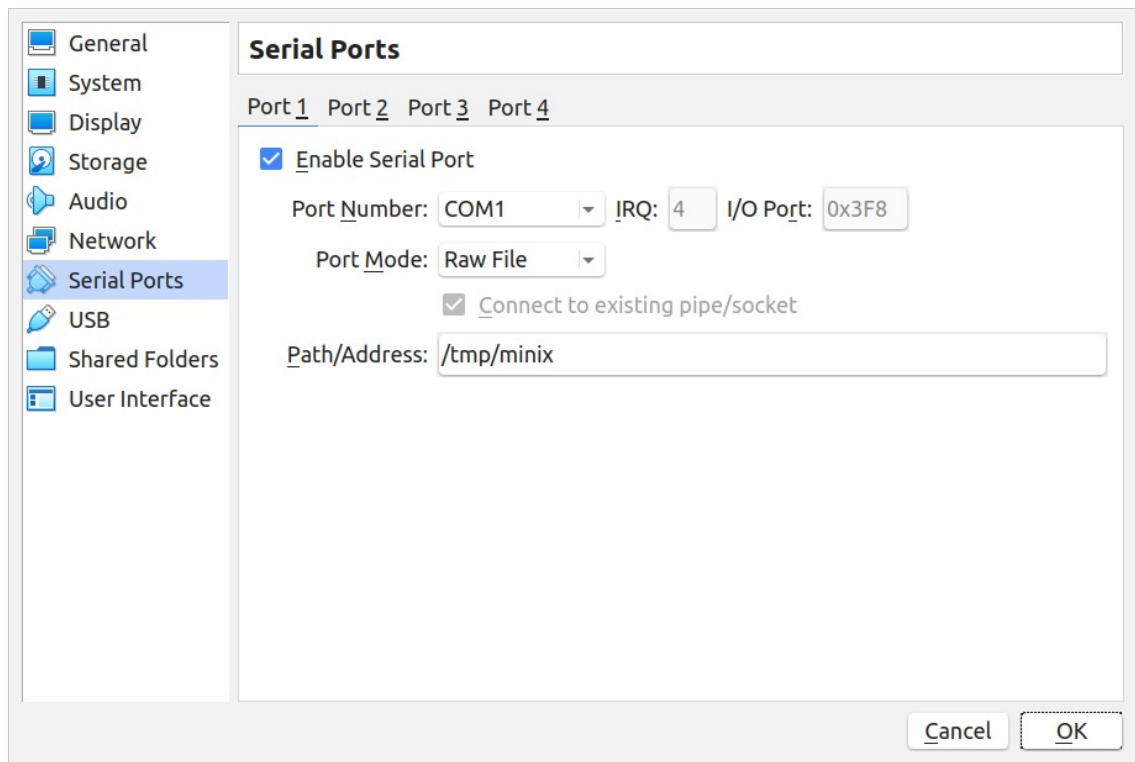 General
System
Display
Storage
Audio
Network
Serial Ports
USB
Shared Folders
User Interface
Serial Ports
Port 1 Port 2 Port 3 Port 4
Enable Serial Port
Port Number: COM1 IRQ: 4 I/O Port: 0x3F8
Port Mode: Raw File
Connect to existing pipe/socket
Path/Address: /tmp/minix
Cancel OK